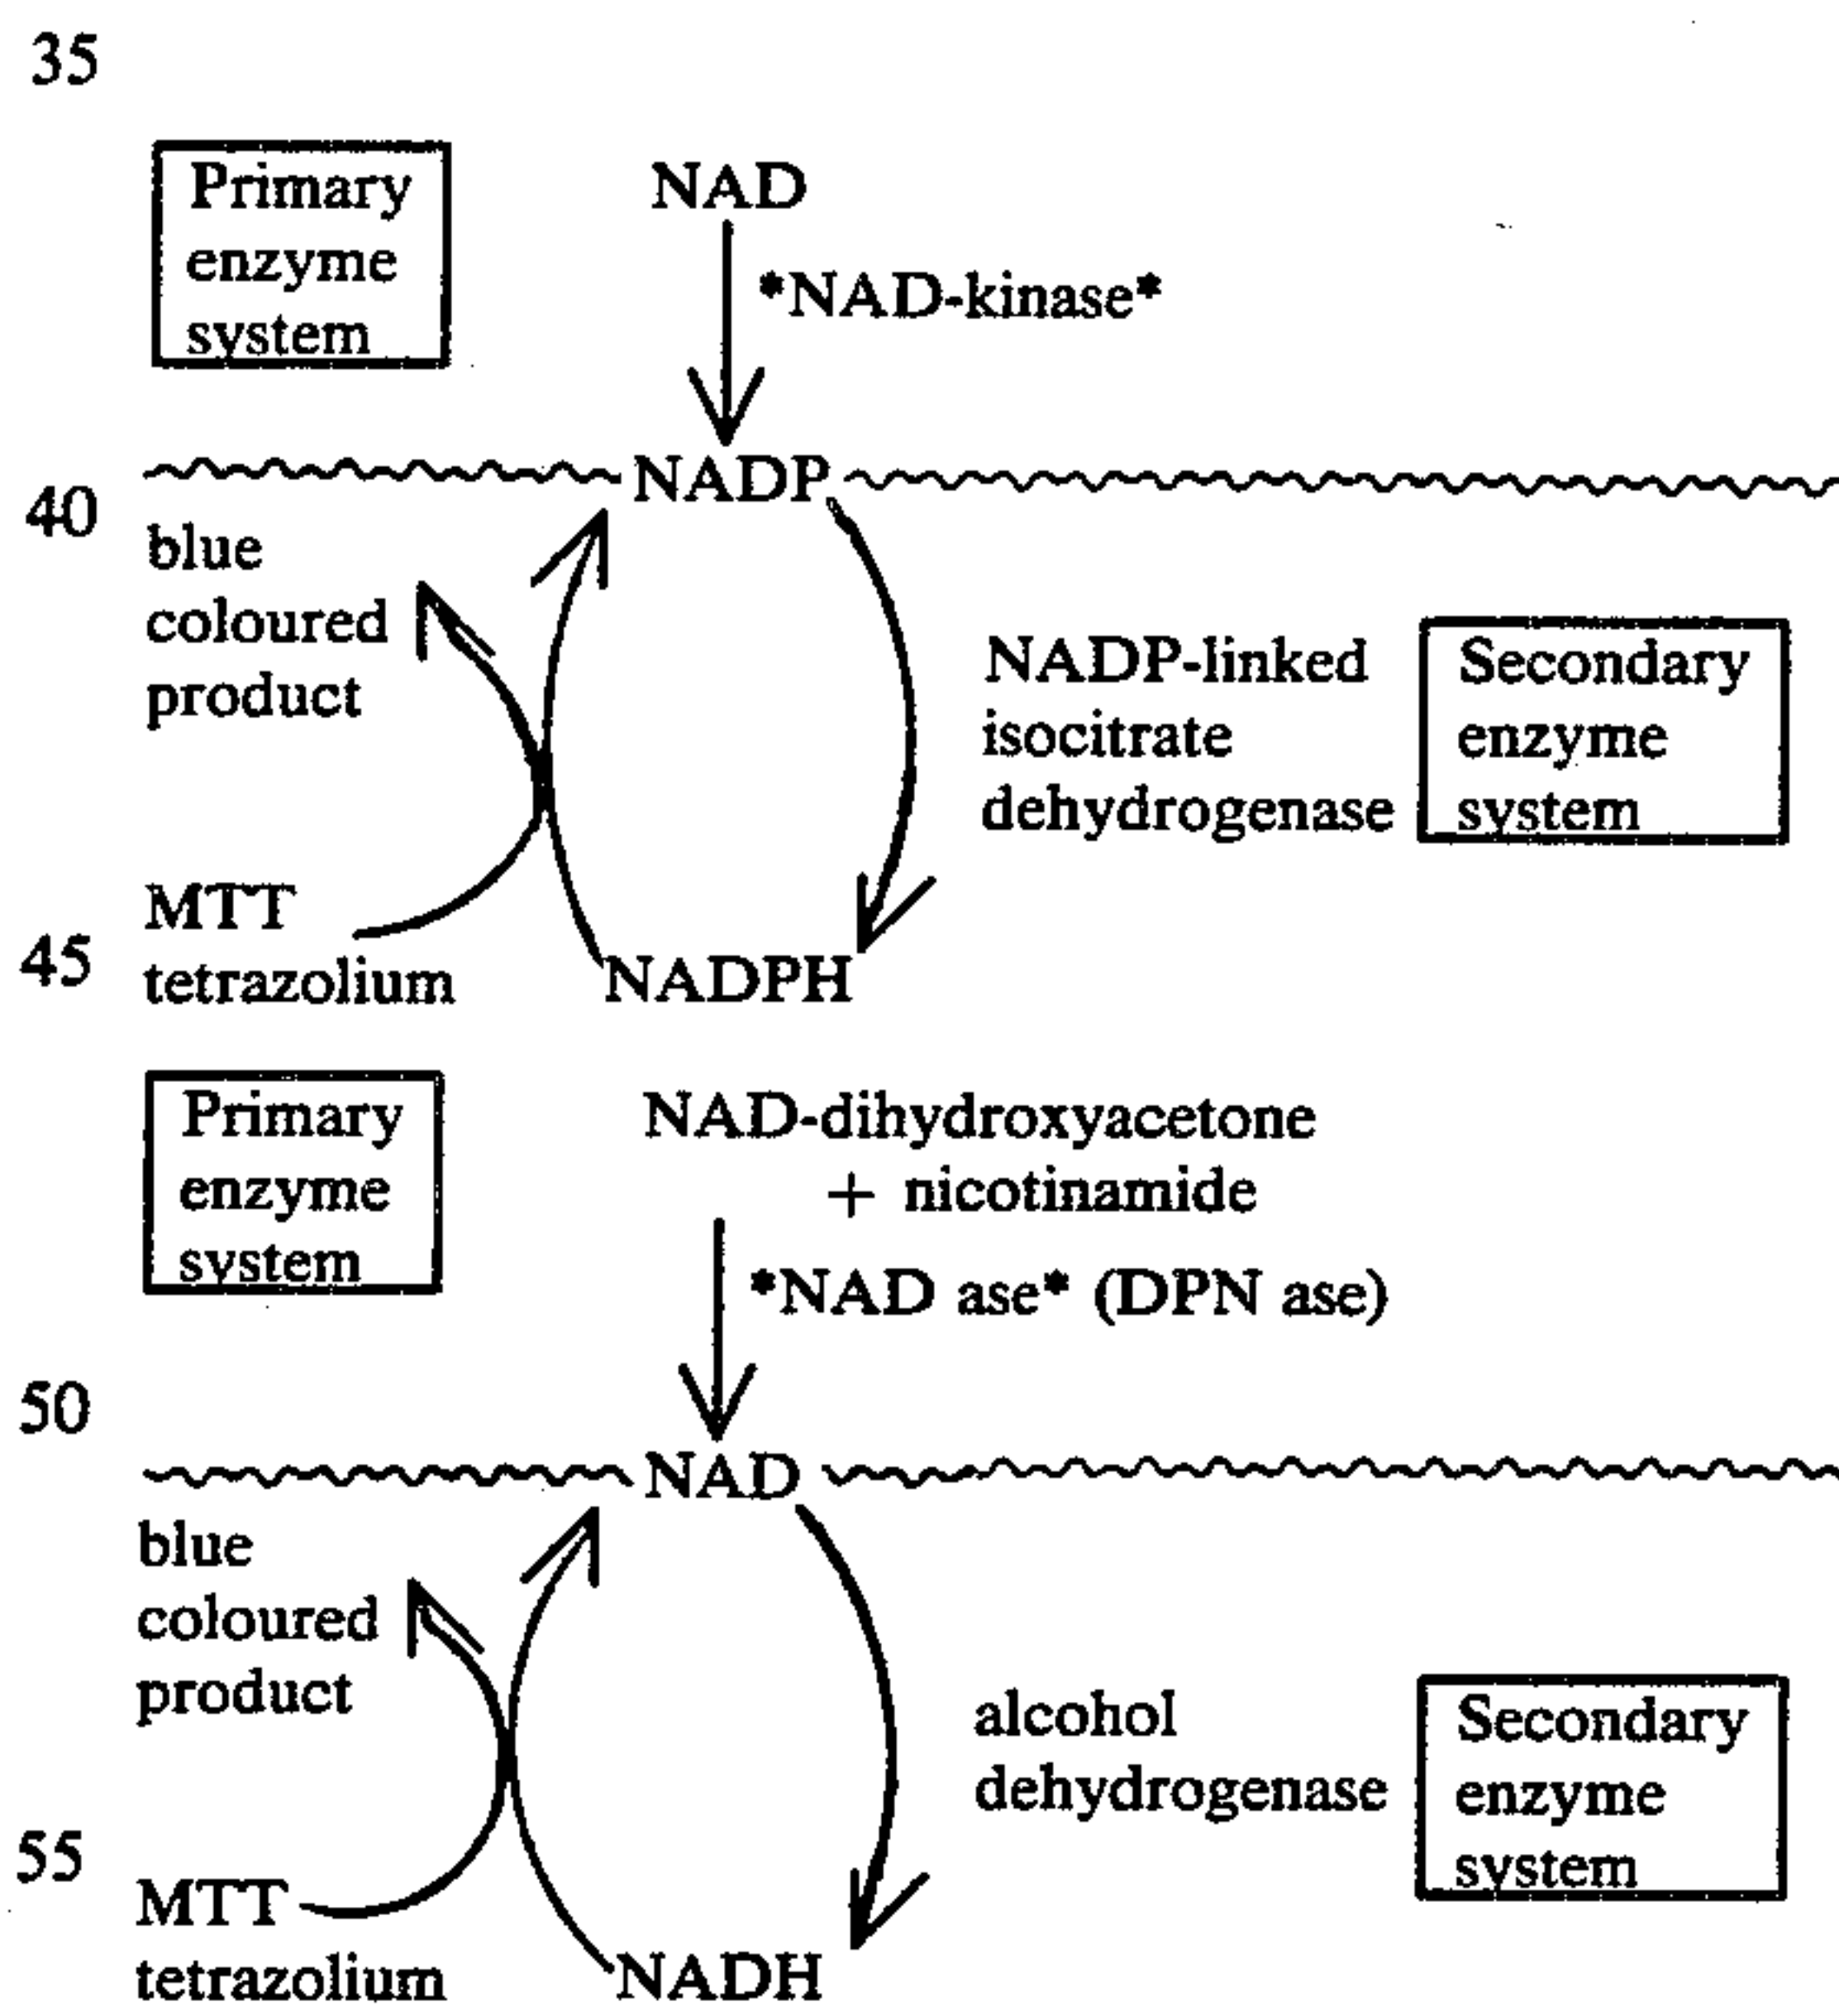 35
Primary
enzyme
system
NAD
*NAD-kinase*
NADP
40
blue
coloured
product
NADP-linked
isocitrate
dehydrogenase
Secondary
enzyme
system
MTT
tetrazolium
45
NADPH
Primary
enzyme
system
NAD-dihydroxyacetone
+ nicotinamide
*NAD ase* (DPN ase)
50
NAD
blue
coloured
product
alcohol
dehydrogenase
Secondary
enzyme
system
55
MTT
tetrazolium
NADH